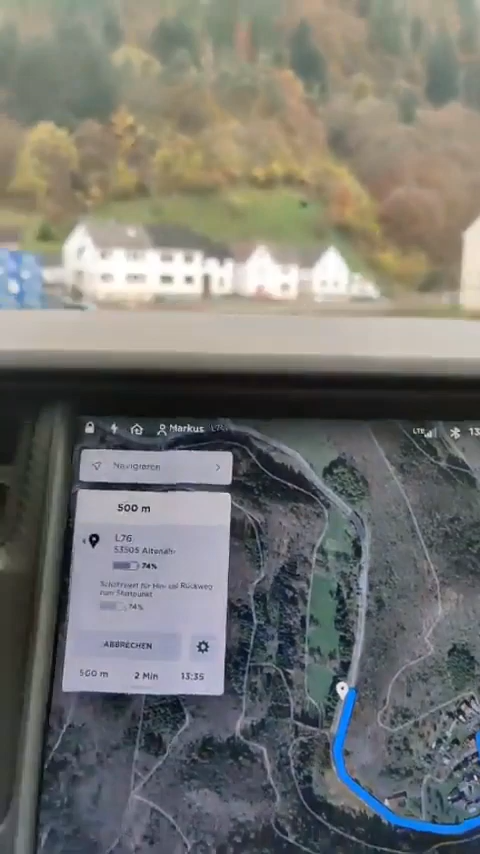 Markus
LTE
13
Navigieren
500 m
L76
53505 Altenahr
74%
Schätzwert für Hin- und Rückweg
zum Startpunkt
74%
ABBRECHEN
500 m 2 Min 13:35